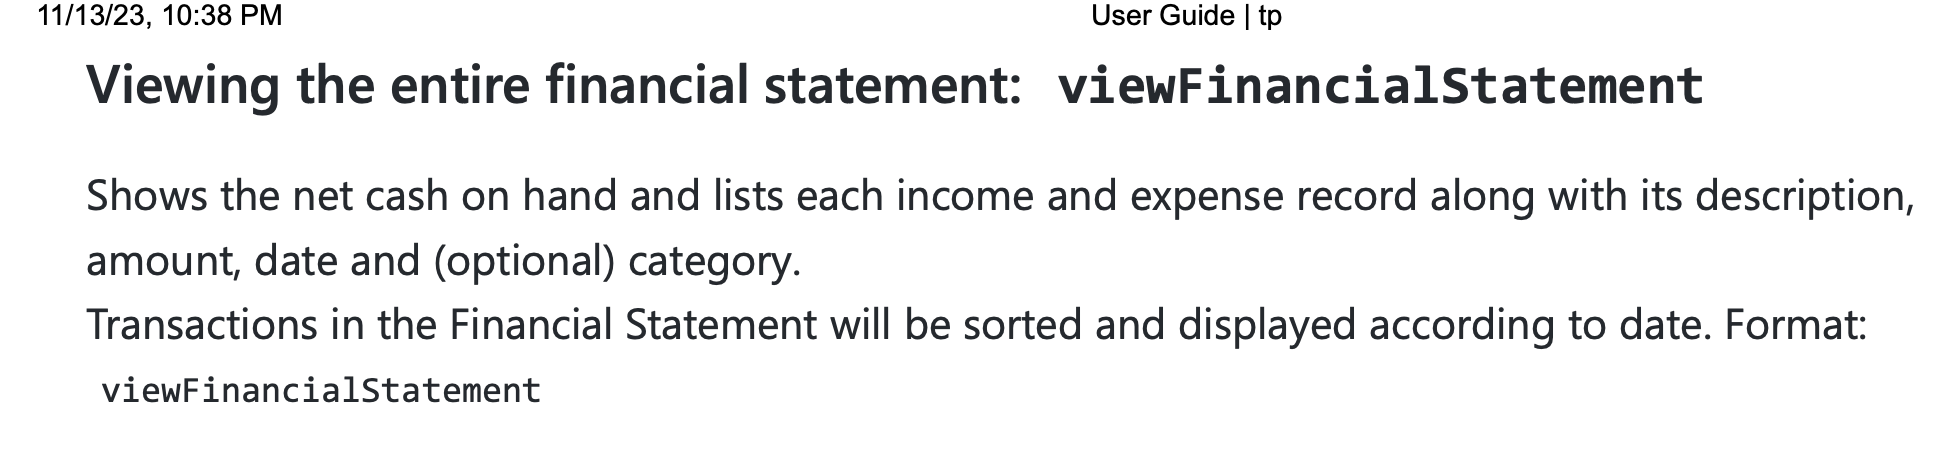 11/13/23, 10:38 PM
User Guide | tp
Viewing the entire financial statement: viewFinancialStatement
Shows the net cash on hand and lists each income and expense record along with its description,
amount, date and (optional) category.
Transactions in the Financial Statement will be sorted and displayed according to date. Format:
viewFinancialStatement